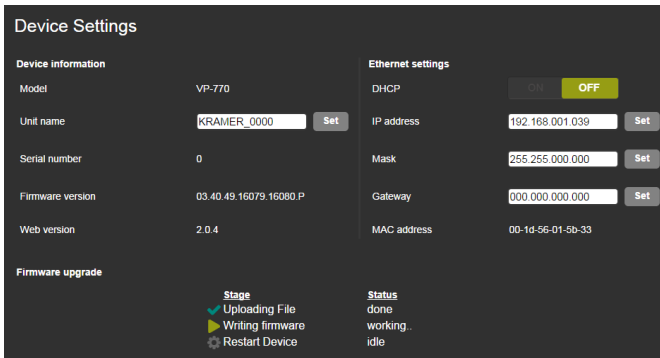 Device Settings
Device information Ethernet settings
Model VP-770 DHCP ON OFF
Unit name KRAMER_0000 Set IP address 192.168.001.039 Set
Serial number 0 Mask 255.255.000.000 Set
Firmware version 03.40.49.16079.16080.P Gateway 000.000.000.000 Set
Web version 2.0.4 MAC address 00-1d-56-01-5b-33
Firmware upgrade
Stage Status
Uploading File done
Writing firmware working..
Restart Device idle